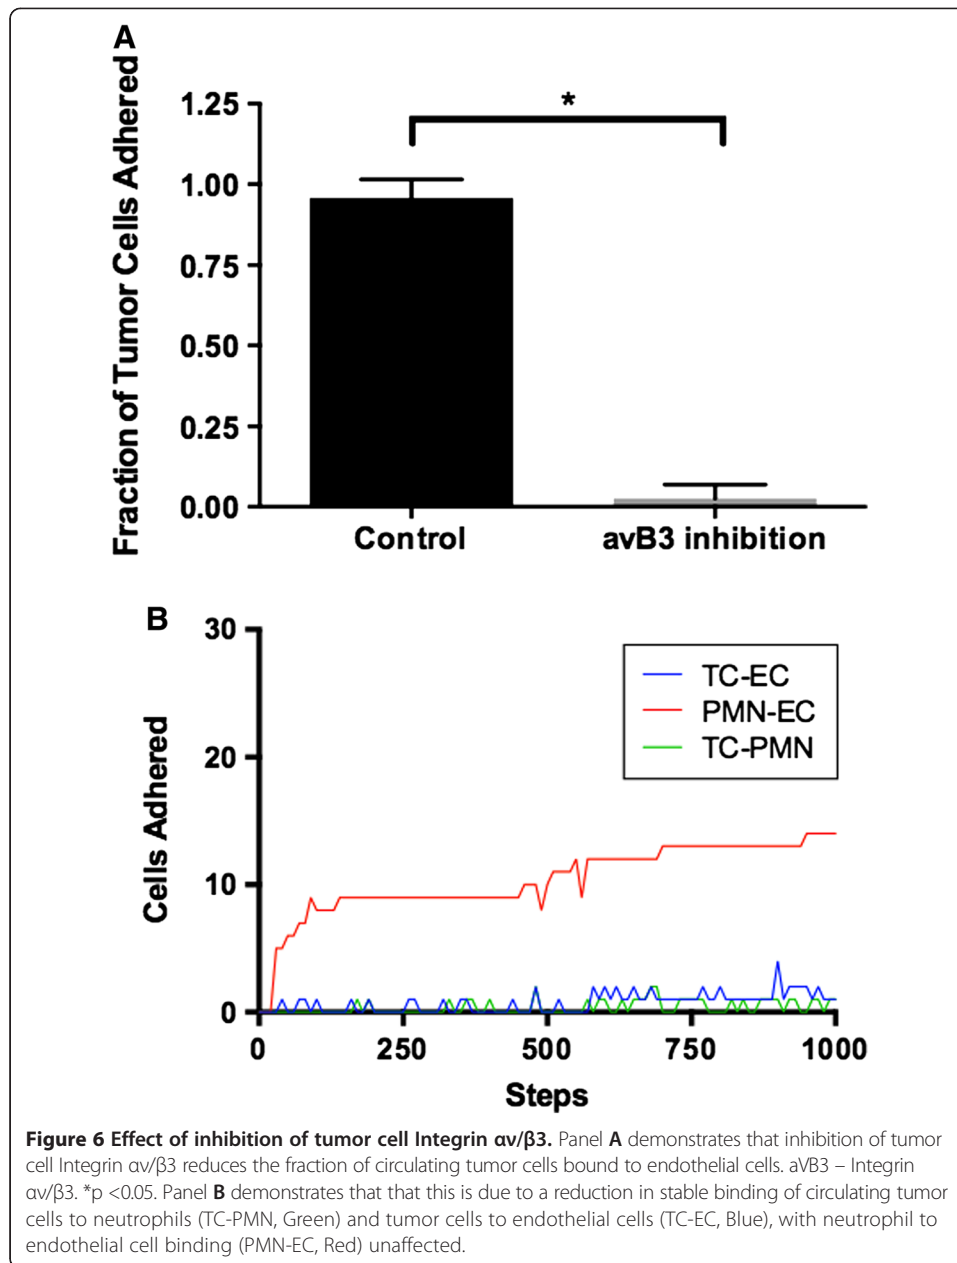 A
Fraction of Tumor Cells Adhered
1.25
*
1.00
0.75
0.50
0.25
0.00
Control
avB3 inhibition
B
Cells Adhered
30
20
10
0
TC-EC
PMN-EC
TC-PMN
0
250
500
750
1000
Steps
Figure 6 Effect of inhibition of tumor cell Integrin αv/β3. Panel A demonstrates that inhibition of tumor
cell Integrin αv/β3 reduces the fraction of circulating tumor cells bound to endothelial cells. aVB3 – Integrin
αv/β3. *p <0.05. Panel B demonstrates that that this is due to a reduction in stable binding of circulating tumor
cells to neutrophils (TC-PMN, Green) and tumor cells to endothelial cells (TC-EC, Blue), with neutrophil to
endothelial cell binding (PMN-EC, Red) unaffected.